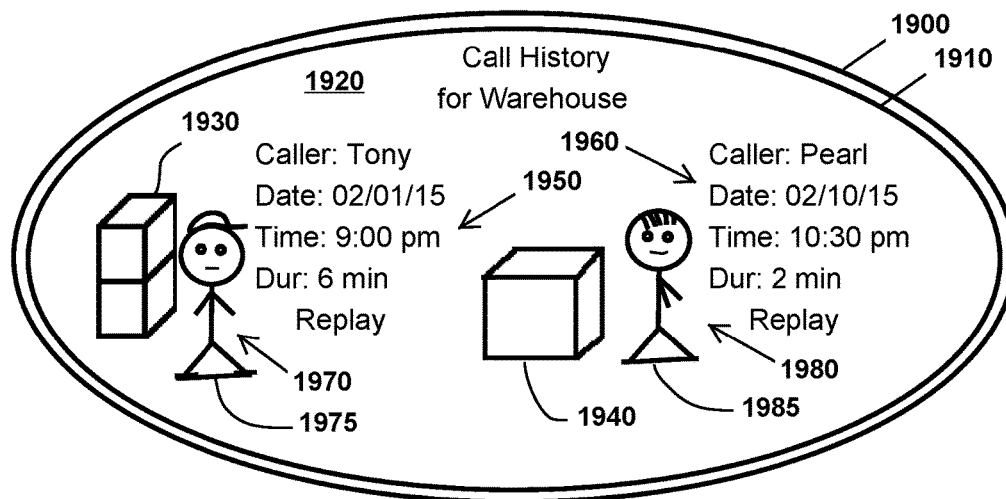 Call History
for Warehouse
1900
1910
1920
1930
Caller: Tony
Date: 02/01/15
Time: 9:00 pm
Dur: 6 min
Replay
1950
1960
Caller: Pearl
Date: 02/10/15
Time: 10:30 pm
Dur: 2 min
Replay
1970
1975
1940
1980
1985